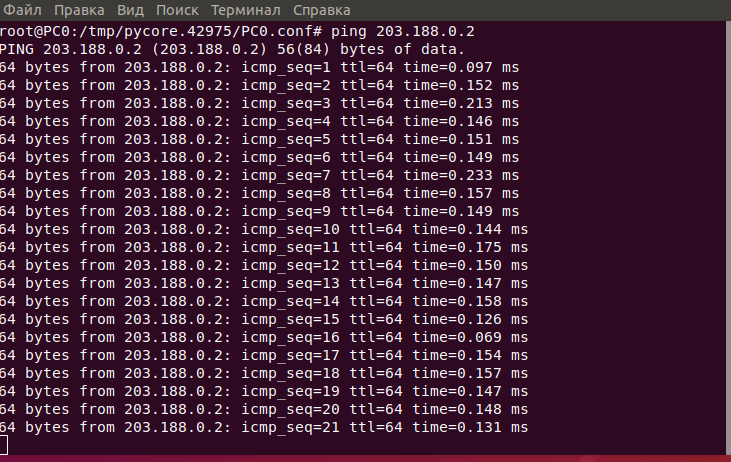 Файл Правка Вид Поиск Терминал Справка
root@PC0:/tmp/pycore.42975/PC0.conf# ping 203.188.0.2
PING 203.188.0.2 (203.188.0.2) 56(84) bytes of data.
64 bytes from 203.188.0.2: icmp_seq=1 ttl=64 time=0.097 ms
64 bytes from 203.188.0.2: icmp_seq=2 ttl=64 time=0.152 ms
64 bytes from 203.188.0.2: icmp_seq=3 ttl=64 time=0.213 ms
64 bytes from 203.188.0.2: icmp_seq=4 ttl=64 time=0.146 ms
64 bytes from 203.188.0.2: icmp_seq=5 ttl=64 time=0.151 ms
64 bytes from 203.188.0.2: icmp_seq=6 ttl=64 time=0.149 ms
64 bytes from 203.188.0.2: icmp_seq=7 ttl=64 time=0.233 ms
64 bytes from 203.188.0.2: icmp_seq=8 ttl=64 time=0.157 ms
64 bytes from 203.188.0.2: icmp_seq=9 ttl=64 time=0.149 ms
64 bytes from 203.188.0.2: icmp_seq=10 ttl=64 time=0.144 ms
64 bytes from 203.188.0.2: icmp_seq=11 ttl=64 time=0.175 ms
64 bytes from 203.188.0.2: icmp_seq=12 ttl=64 time=0.150 ms
64 bytes from 203.188.0.2: icmp_seq=13 ttl=64 time=0.147 ms
64 bytes from 203.188.0.2: icmp_seq=14 ttl=64 time=0.158 ms
64 bytes from 203.188.0.2: icmp_seq=15 ttl=64 time=0.126 ms
64 bytes from 203.188.0.2: icmp_seq=16 ttl=64 time=0.069 ms
64 bytes from 203.188.0.2: icmp_seq=17 ttl=64 time=0.154 ms
64 bytes from 203.188.0.2: icmp_seq=18 ttl=64 time=0.157 ms
64 bytes from 203.188.0.2: icmp_seq=19 ttl=64 time=0.147 ms
64 bytes from 203.188.0.2: icmp_seq=20 ttl=64 time=0.148 ms
64 bytes from 203.188.0.2: icmp_seq=21 ttl=64 time=0.131 ms